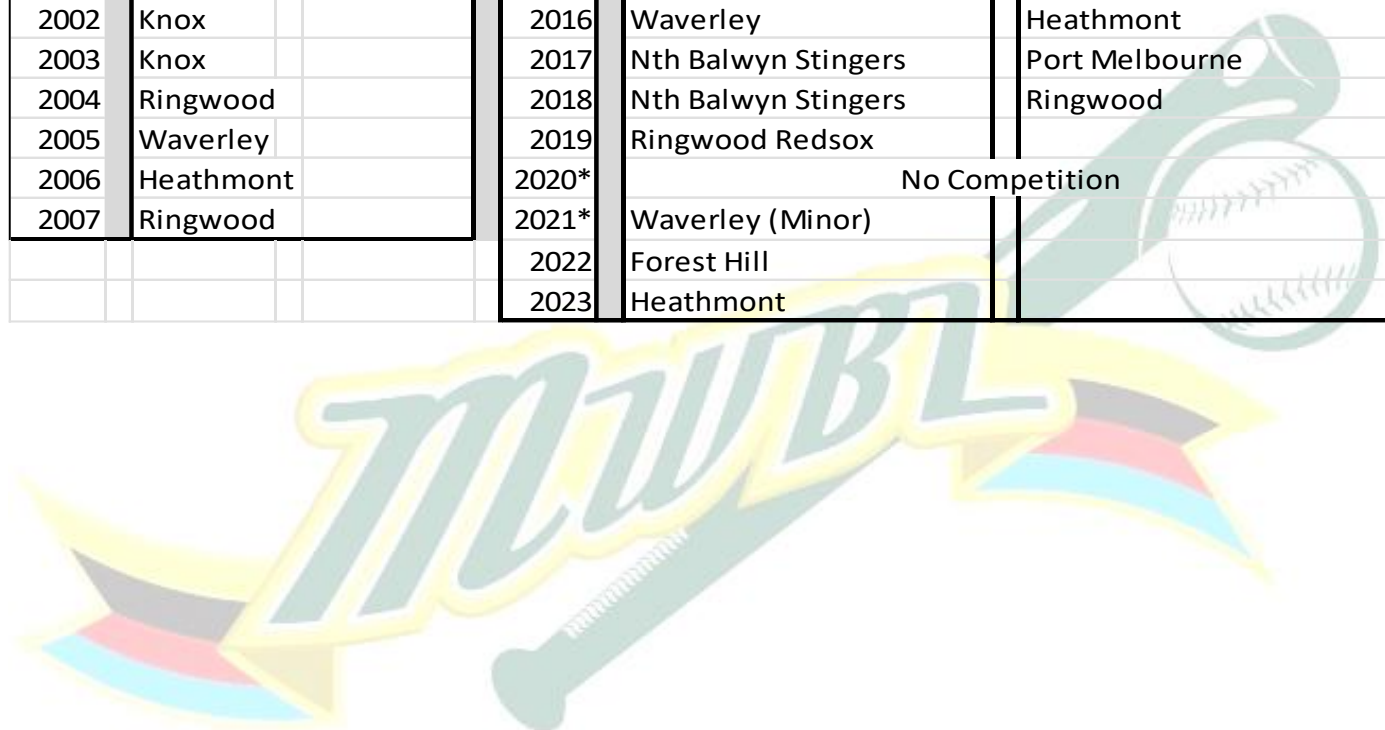 2002 Knox 2016 Waverley Heathmont
2003 Knox 2017 Nth Balwyn Stingers Port Melbourne
2004 Ringwood 2018 Nth Balwyn Stingers Ringwood
2005 Waverley 2019 Ringwood Redsox
2006 Heathmont 2020* No Competition
2007 Ringwood 2021* Waverley (Minor)
2022 Forest Hill
2023 Heathmont
MWBL